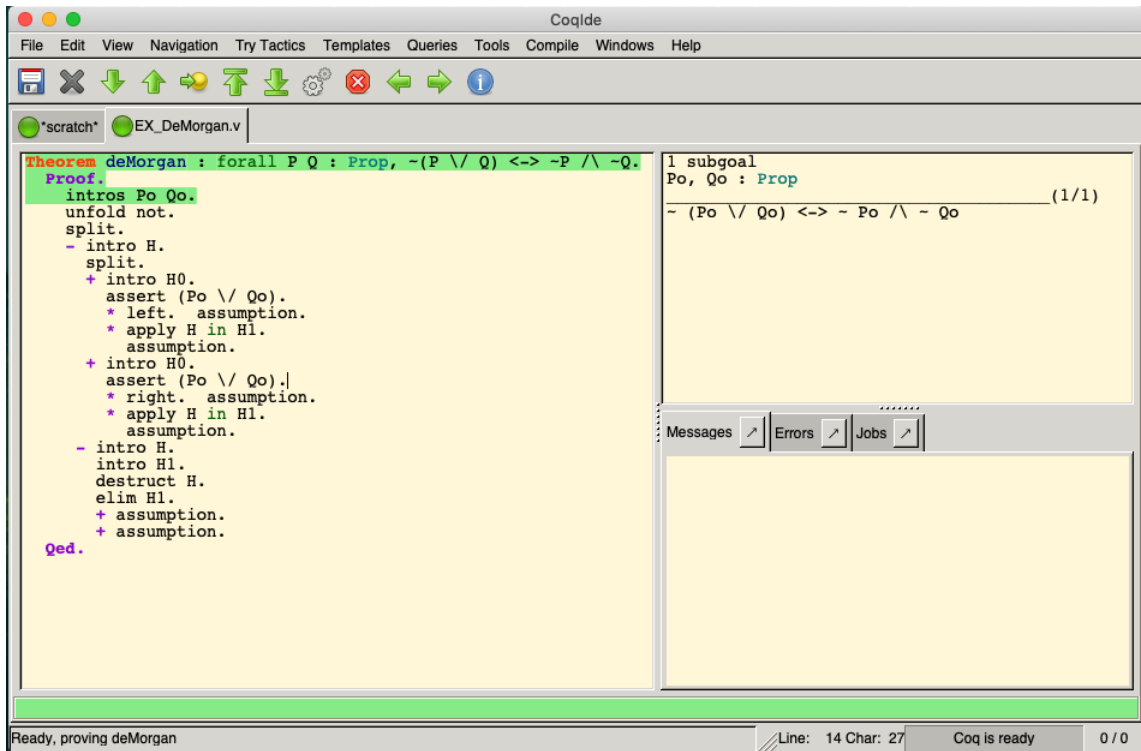 CoqIde
File Edit View Navigation Try Tactics Templates Queries Tools Compile Windows Help
*scratch* EX_DeMorgan.v
Theorem deMorgan : forall P Q : Prop, ~(P \/ Q) <-> ~P /\ ~Q.
Proof.
intros Po Qo.
unfold not.
split.
- intro H.
split.
+ intro H0.
assert (Po \/ Qo).
* left.  assumption.
* apply H in H1.
assumption.
+ intro H0.
assert (Po \/ Qo).
* right.  assumption.
* apply H in H1.
assumption.
- intro H.
intro H1.
destruct H.
elim H1.
+ assumption.
+ assumption.
Qed.
1 subgoal
Po, Qo : Prop
______________________________________(1/1)
~ (Po \/ Qo) <-> ~ Po /\ ~ Qo
Messages Errors Jobs
Ready, proving deMorgan
Line: 14 Char: 27 Coq is ready 0 / 0